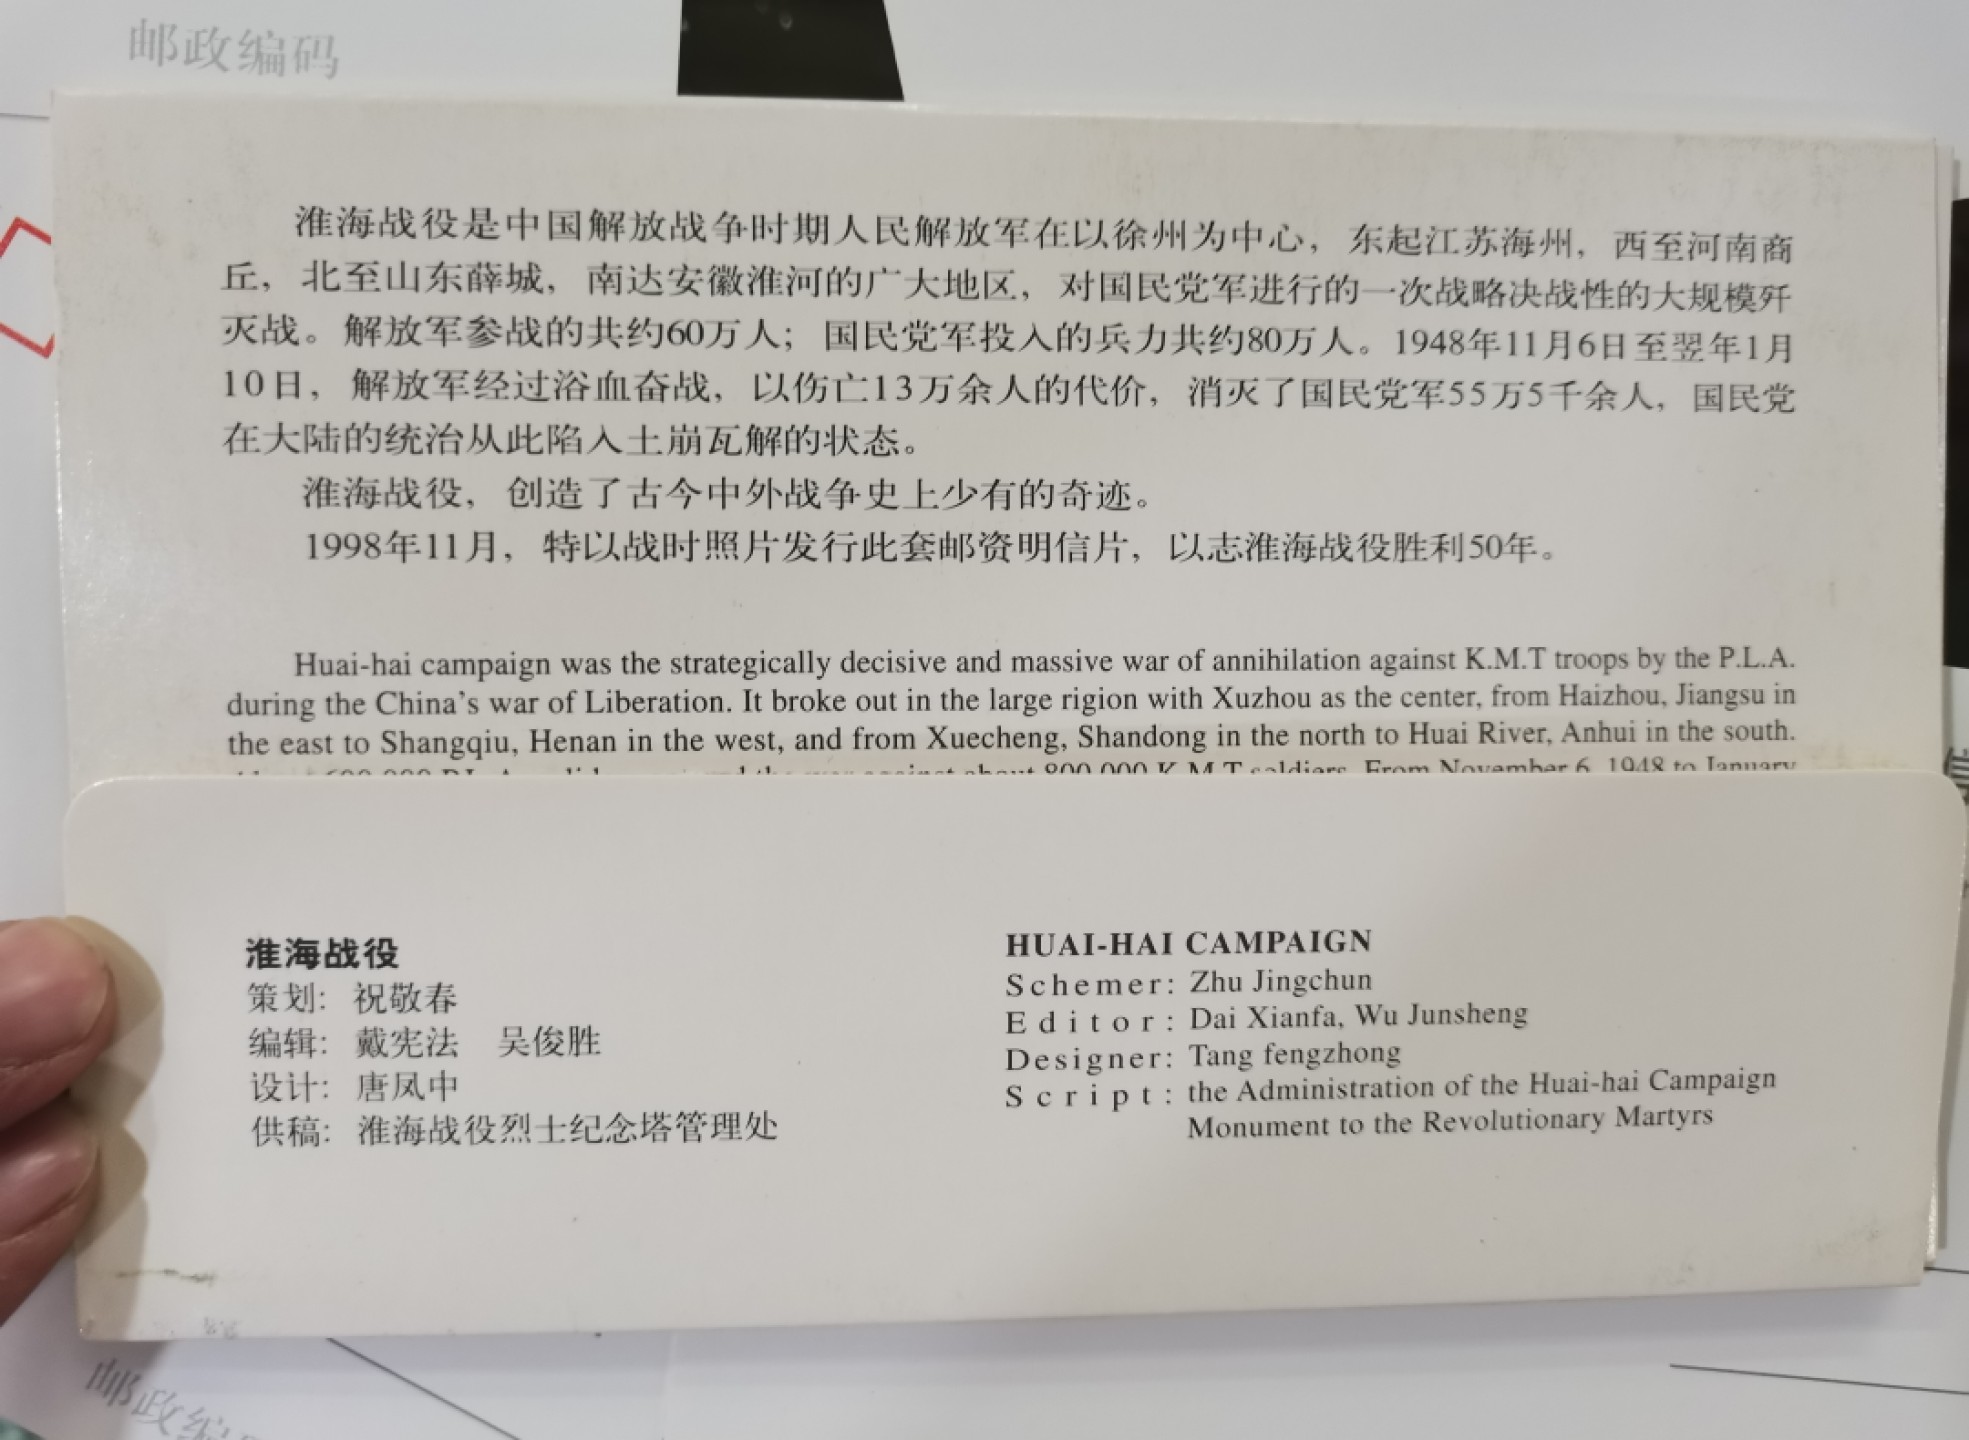 邮政编码
淮海战役是中国解放战争时期人民解放军在以徐州为中心，东起江苏海州，西至河南商
丘，北至山东薛城，南达安徽淮河的广大地区，对国民党军进行的一次战略决战性的大规模歼
灭战。解放军参战的共约60万人；国民党军投入的兵力共约80万人。1948年11月6日至翌年1月
10日，解放军经过浴血奋战，以伤亡13万余人的代价，消灭了国民党军55万5千余人，国民党
在大陆的统治从此陷入土崩瓦解的状态。
淮海战役，创造了古今中外战争史上少有的奇迹。
1998年11月，特以战时照片发行此套邮资明信片，以志淮海战役胜利50年。
Huai-hai campaign was the strategically decisive and massive war of annihilation against K.M.T troops by the P.L.A.
during the China's war of Liberation. It broke out in the large rigion with Xuzhou as the center, from Haizhou, Jiangsu in
the east to Shangqiu, Henan in the west, and from Xuecheng, Shandong in the north to Huai River, Anhui in the south.
about 800,000 K.M.T soldiers. From November 6, 1948 to January
淮海战役
策划：祝敬春
编辑：戴宪法 吴俊胜
设计：唐凤中
供稿：淮海战役烈士纪念塔管理处
HUAI-HAI CAMPAIGN
Schemer: Zhu Jingchun
Editor: Dai Xianfa, Wu Junsheng
Designer: Tang fengzhong
Script: the Administration of the Huai-hai Campaign
Monument to the Revolutionary Martyrs
邮政编